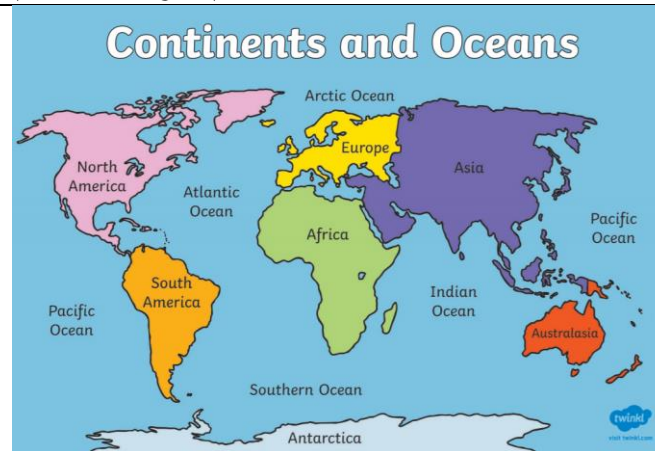 Continents and Oceans
Arctic Ocean
North
America
Europe
Asia
Atlantic
Ocean
Pacific
Ocean
Africa
South
America
Indian
Ocean
Pacific
Ocean
Australasia
Southern Ocean
Antarctica
twinkl
visit twinkl.com